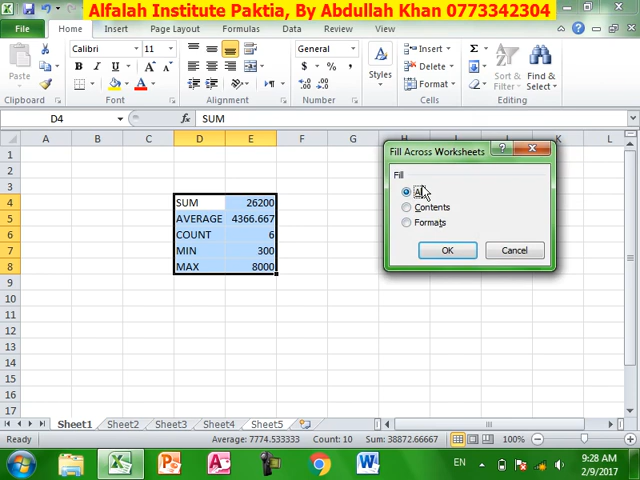 Alfalah Institute Paktia, By Abdullah Khan 0773342304
File Home Insert Page Layout Formulas Data Review View
Calibri 11 General Σ
Paste B I U $ % , Styles Insert Delete Format Sort & Filter Find & Select
Clipboard Font Alignment Number Cells Editing
D4 fx SUM
A B C D E F G H I J K L
1
2
3
4 SUM 26200
5 AVERAGE 4366.667
6 COUNT 6
7 MIN 300
8 MAX 8000
9
10
11
12
13
14
15
16
17
Fill Across Worksheets
Fill
Contents
Formats
OK Cancel
Sheet1 Sheet2 Sheet3 Sheet4 Sheet5
Ready Average: 7774.533333 Count: 10 Sum: 38872.66667 100%
EN 9:28 AM
2/9/2017